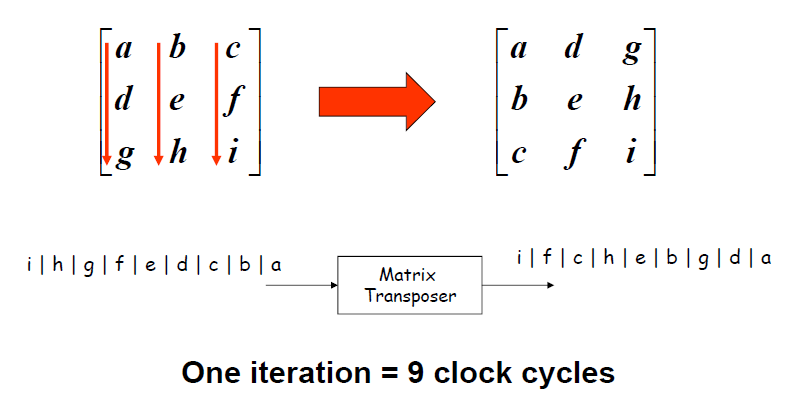 a b c
d e f
g h i
a d g
b e h
c f i
i | h | g | f | e | d | c | b | a
Matrix
Transposer
i | f | c | h | e | b | g | d | a
One iteration = 9 clock cycles